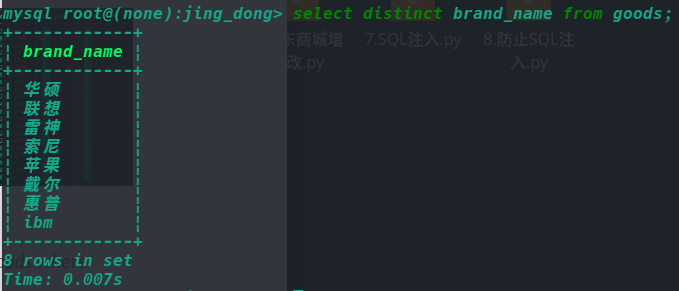 mysql root@(none):jing_dong> select distinct brand_name from goods;
+------------+
| brand_name |
+------------+
| 华硕 |
| 联想 |
| 雷神 |
| 索尼 |
| 苹果 |
| 戴尔 |
| 惠普 |
| ibm |
+------------+
8 rows in set
Time: 0.007s
东商城增 7.SQL注入.py 8.防止SQL注
改.py 入.py